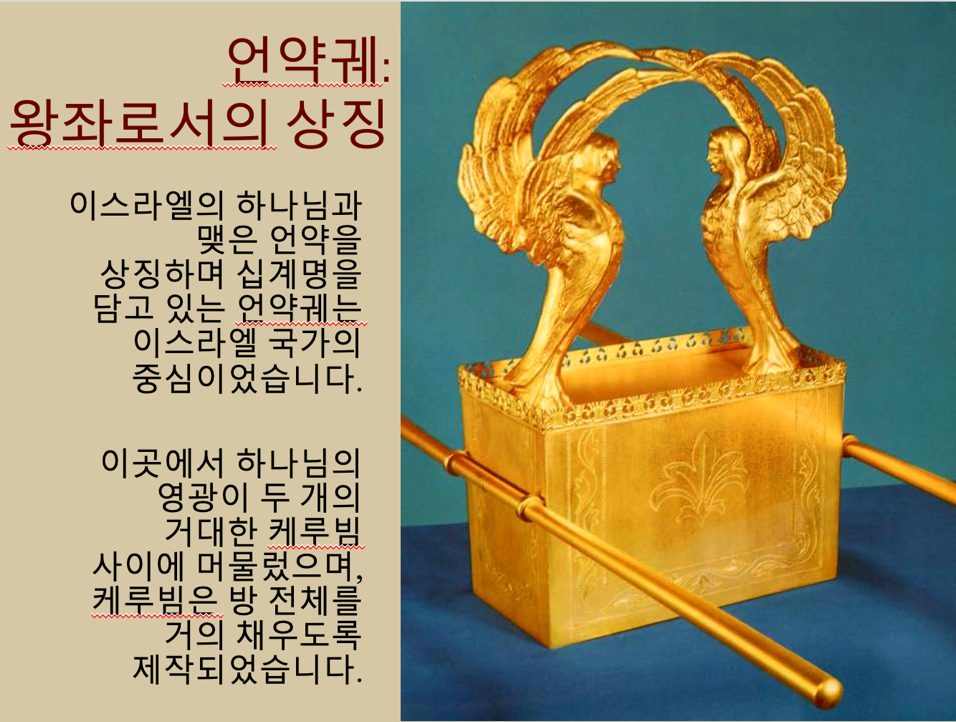 언약궤:
왕좌로서의 상징
이스라엘의 하나님과
맺은 언약을
상징하며 십계명을
담고 있는 언약궤는
이스라엘 국가의
중심이었습니다.
이곳에서 하나님의
영광이 두 개의
거대한 케루빔
사이에 머물렀으며,
케루빔은 방 전체를
거의 채우도록
제작되었습니다.